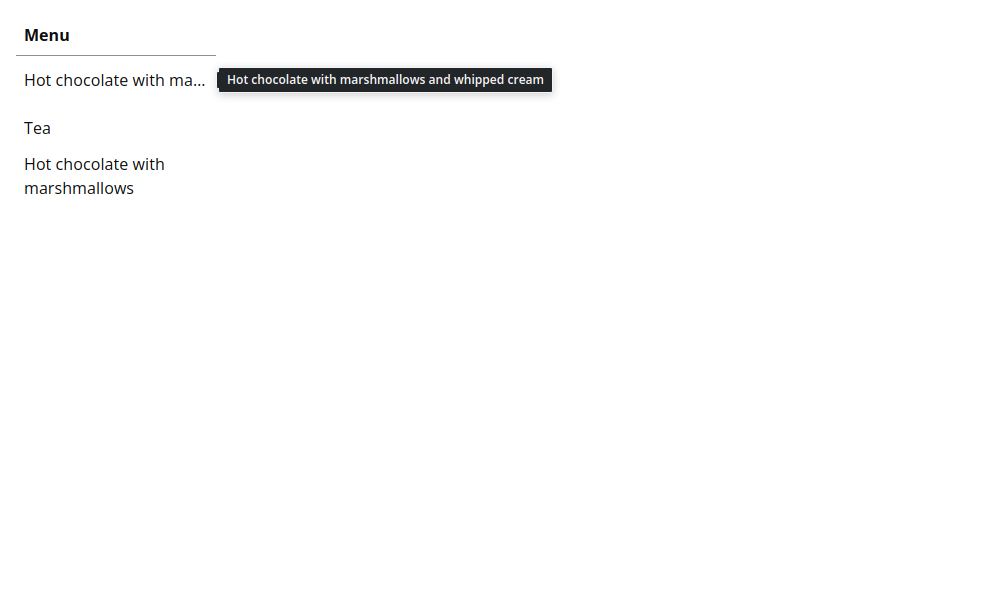 Menu
Hot chocolate with ma...
Hot chocolate with marshmallows and whipped cream
Tea
Hot chocolate with
marshmallows